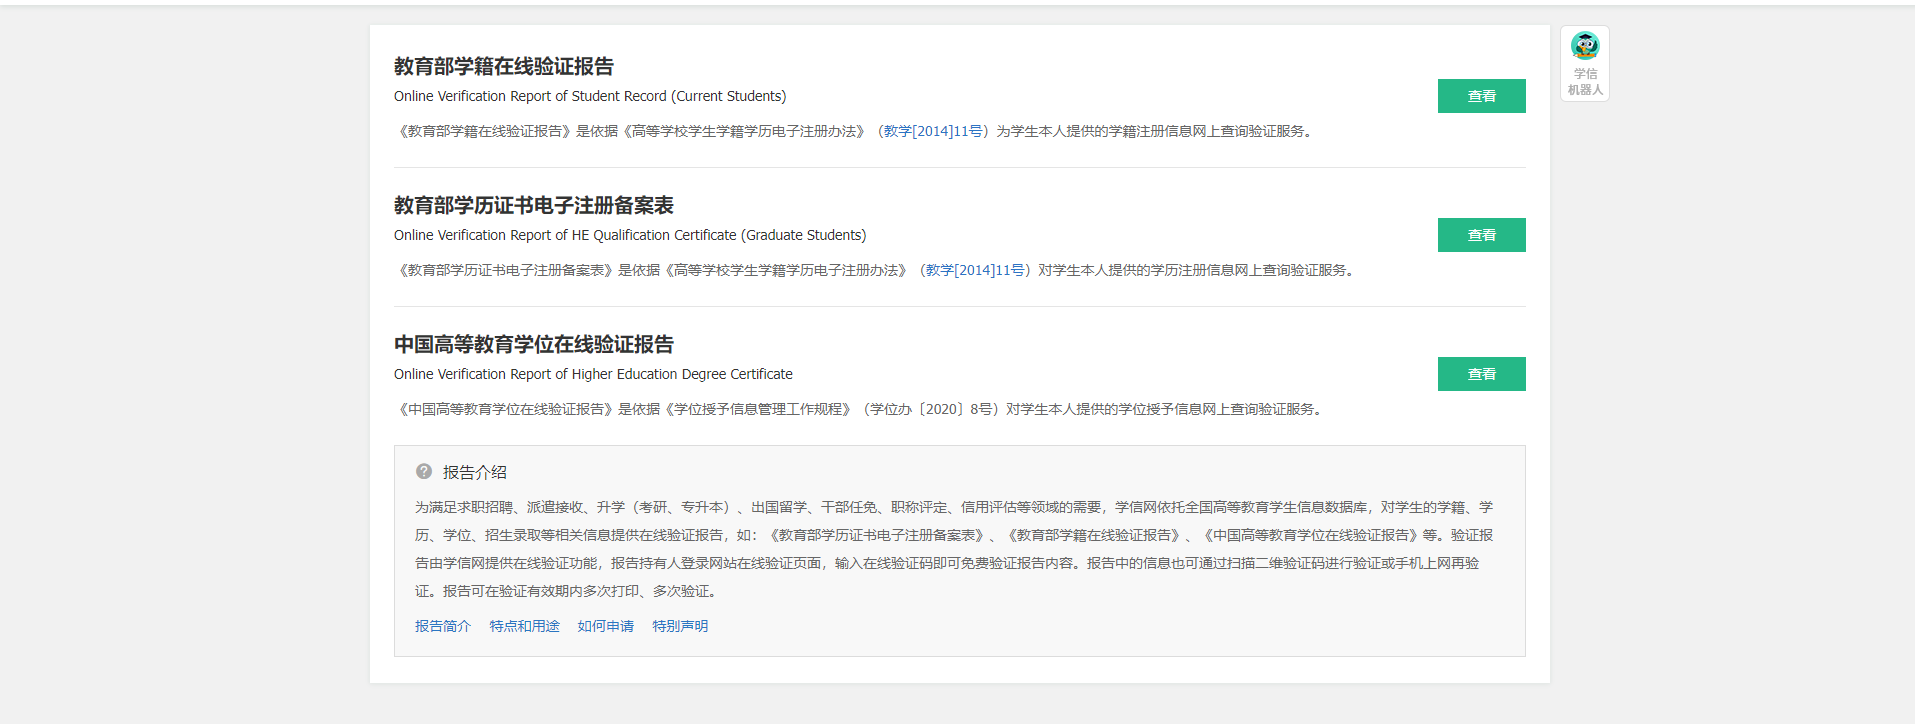 教育部学籍在线验证报告
Online Verification Report of Student Record (Current Students)
《教育部学籍在线验证报告》是依据《高等学校学生学籍学历电子注册办法》（教学[2014]11号）为学生本人提供的学籍注册信息网上查询验证服务。
查看
学信
机器人
教育部学历证书电子注册备案表
Online Verification Report of HE Qualification Certificate (Graduate Students)
《教育部学历证书电子注册备案表》是依据《高等学校学生学籍学历电子注册办法》（教学[2014]11号）对学生本人提供的学历注册信息网上查询验证服务。
查看
中国高等教育学位在线验证报告
Online Verification Report of Higher Education Degree Certificate
《中国高等教育学位在线验证报告》是依据《学位授予信息管理工作规程》（学位办〔2020〕8号）对学生本人提供的学位授予信息网上查询验证服务。
查看
? 报告介绍
为满足求职招聘、派遣接收、升学（考研、专升本）、出国留学、干部任免、职称评定、信用评估等领域的需要，学信网依托全国高等教育学生信息数据库，对学生的学籍、学
历、学位、招生录取等相关信息提供在线验证报告，如：《教育部学历证书电子注册备案表》、《教育部学籍在线验证报告》、《中国高等教育学位在线验证报告》等。验证报
告由学信网提供在线验证功能，报告持有人登录网站在线验证页面，输入在线验证码即可免费验证报告内容。报告中的信息也可通过扫描二维验证码进行验证或手机上网再验
证。报告可在验证有效期内多次打印、多次验证。
报告简介 特点和用途 如何申请 特别声明